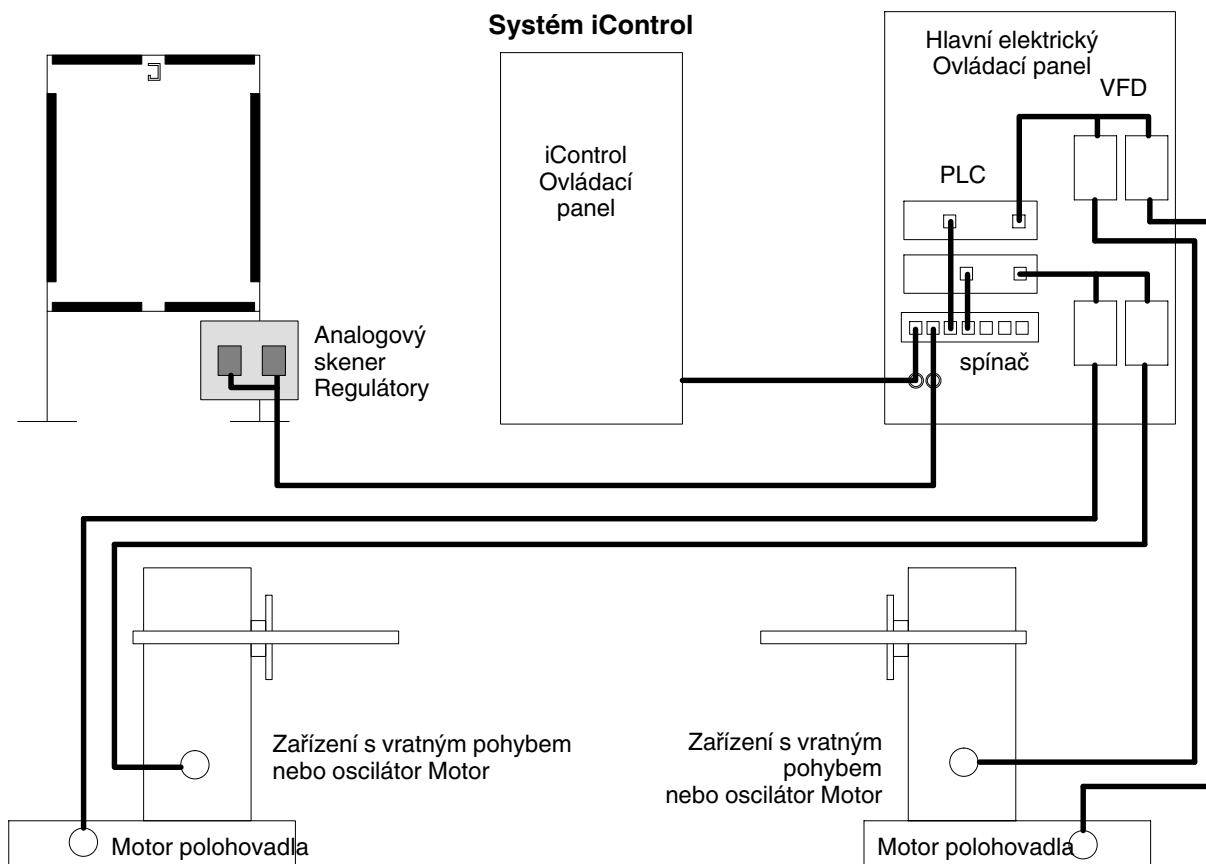 Systém iControl
Hlavní elektrický
Ovládací panel
VFD
iControl
Ovládací
panel
PLC
Analogový
skener
Regulátory
spínač
Zařízení s vratným pohybem
nebo oscilátor Motor
Zařízení s vratným
pohybem
nebo oscilátor Motor
Motor polohovadla
Motor polohovadla